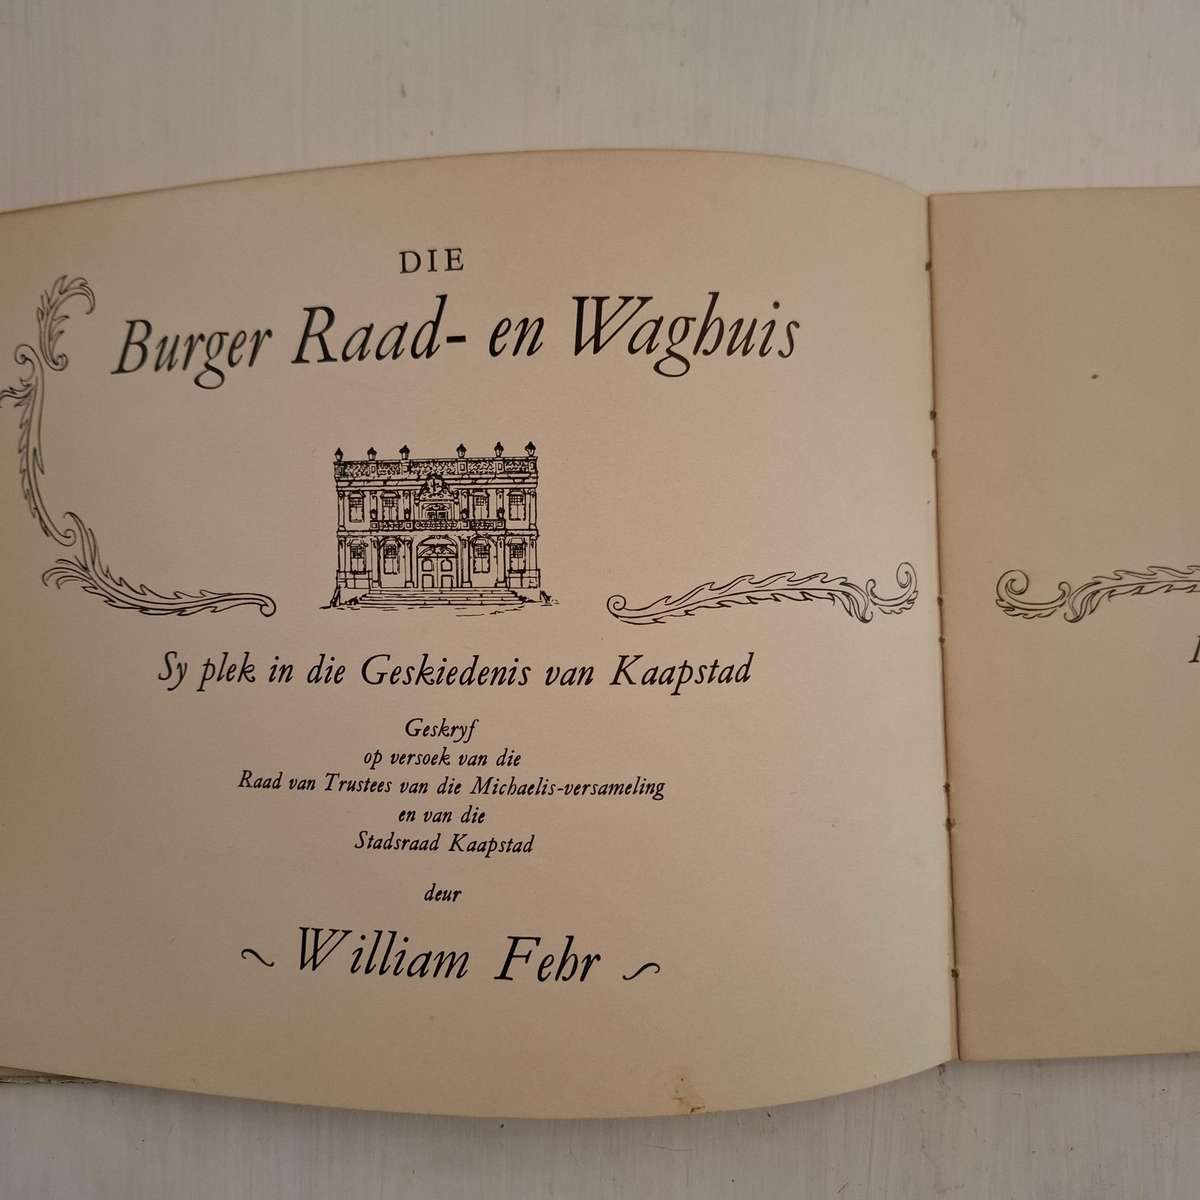 DIE
Burger Raad- en Waghuis
Sy plek in die Geskiedenis van Kaapstad
Geskryf
op versoek van die
Raad van Trustees van die Michaelis-versameling
en van die
Stadsraad Kaapstad
deur
~ William Fehr ~